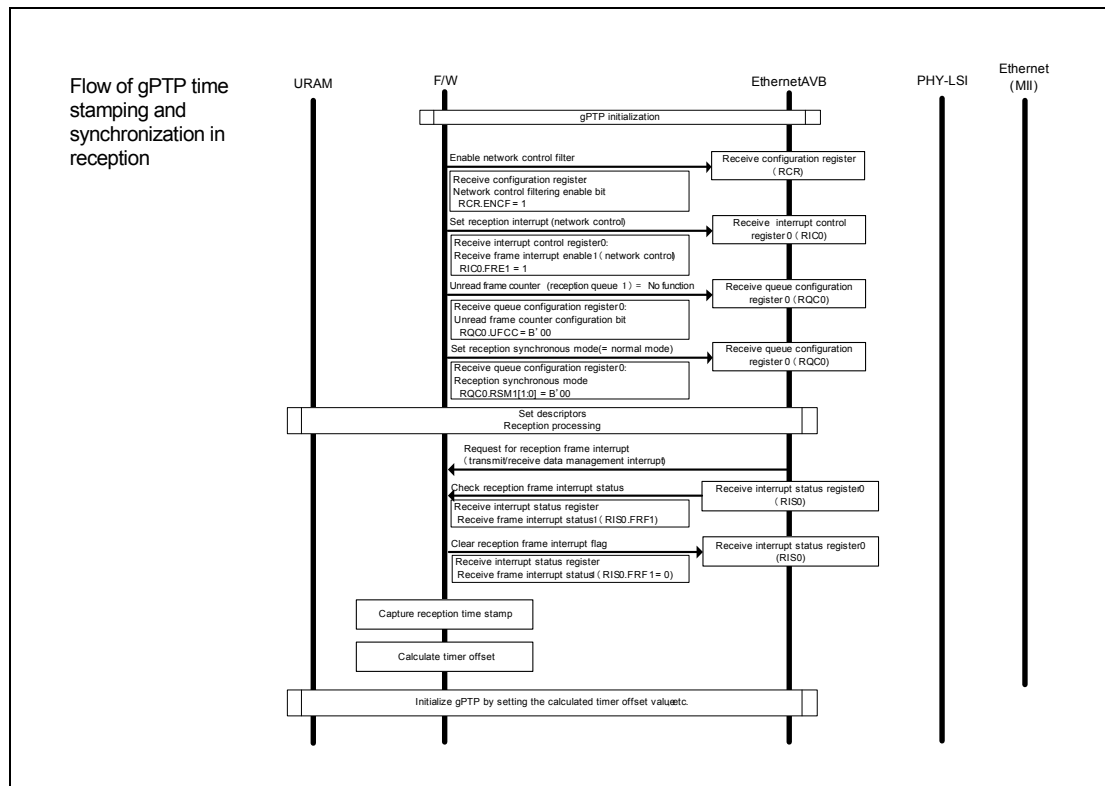 Flow of gPTP time
stamping and
synchronization in
reception
URAM
F/W
EthernetAVB
PHY-LSI
Ethernet
(MII)
gPTP initialization
Enable network control filter
Receive configuration register
(RCR)
Receive configuration register
Network control filtering enable bit
RCR.ENCF = 1
Set reception interrupt (network control)
Receive interrupt control
register 0 (RIC0)
Receive interrupt control register0:
Receive frame interrupt enable1 (network control)
RIC0.FRE1 = 1
Unread frame counter (reception queue 1) = No function
Receive queue configuration
register 0 (RQC0)
Receive queue configuration register0:
Unread frame counter configuration bit
RQC0.UFCC = B'00
Set reception synchronous mode(= normal mode)
Receive queue configuration
register 0 (RQC0)
Receive queue configuration register0:
Reception synchronous mode
RQC0.RSM1[1:0] = B'00
Set descriptors
Reception processing
Request for reception frame interrupt
(transmit/receive data management interrupt)
Check reception frame interrupt status
Receive interrupt status register0
(RIS0)
Receive interrupt status register
Receive frame interrupt status1 (RIS0.FRF1)
Clear reception frame interrupt flag
Receive interrupt status register0
(RIS0)
Receive interrupt status register
Receive frame interrupt status1 (RIS0.FRF1 = 0)
Capture reception time stamp
Calculate timer offset
Initialize gPTP by setting the calculated timer offset value, etc.